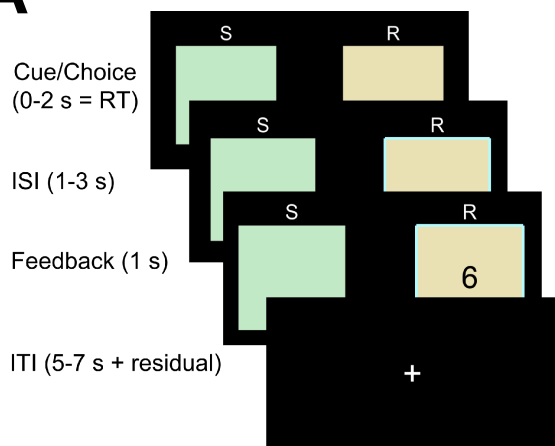 A
S R
Cue/Choice
(0-2 s = RT)
S R
ISI (1-3 s)
S R
Feedback (1 s)
6
ITI (5-7 s + residual)
+